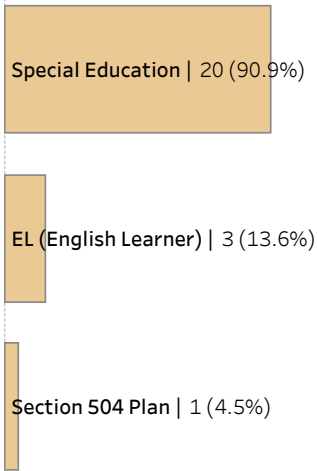 Special Education | 20 (90.9%)
EL (English Learner) | 3 (13.6%)
Section 504 Plan | 1 (4.5%)